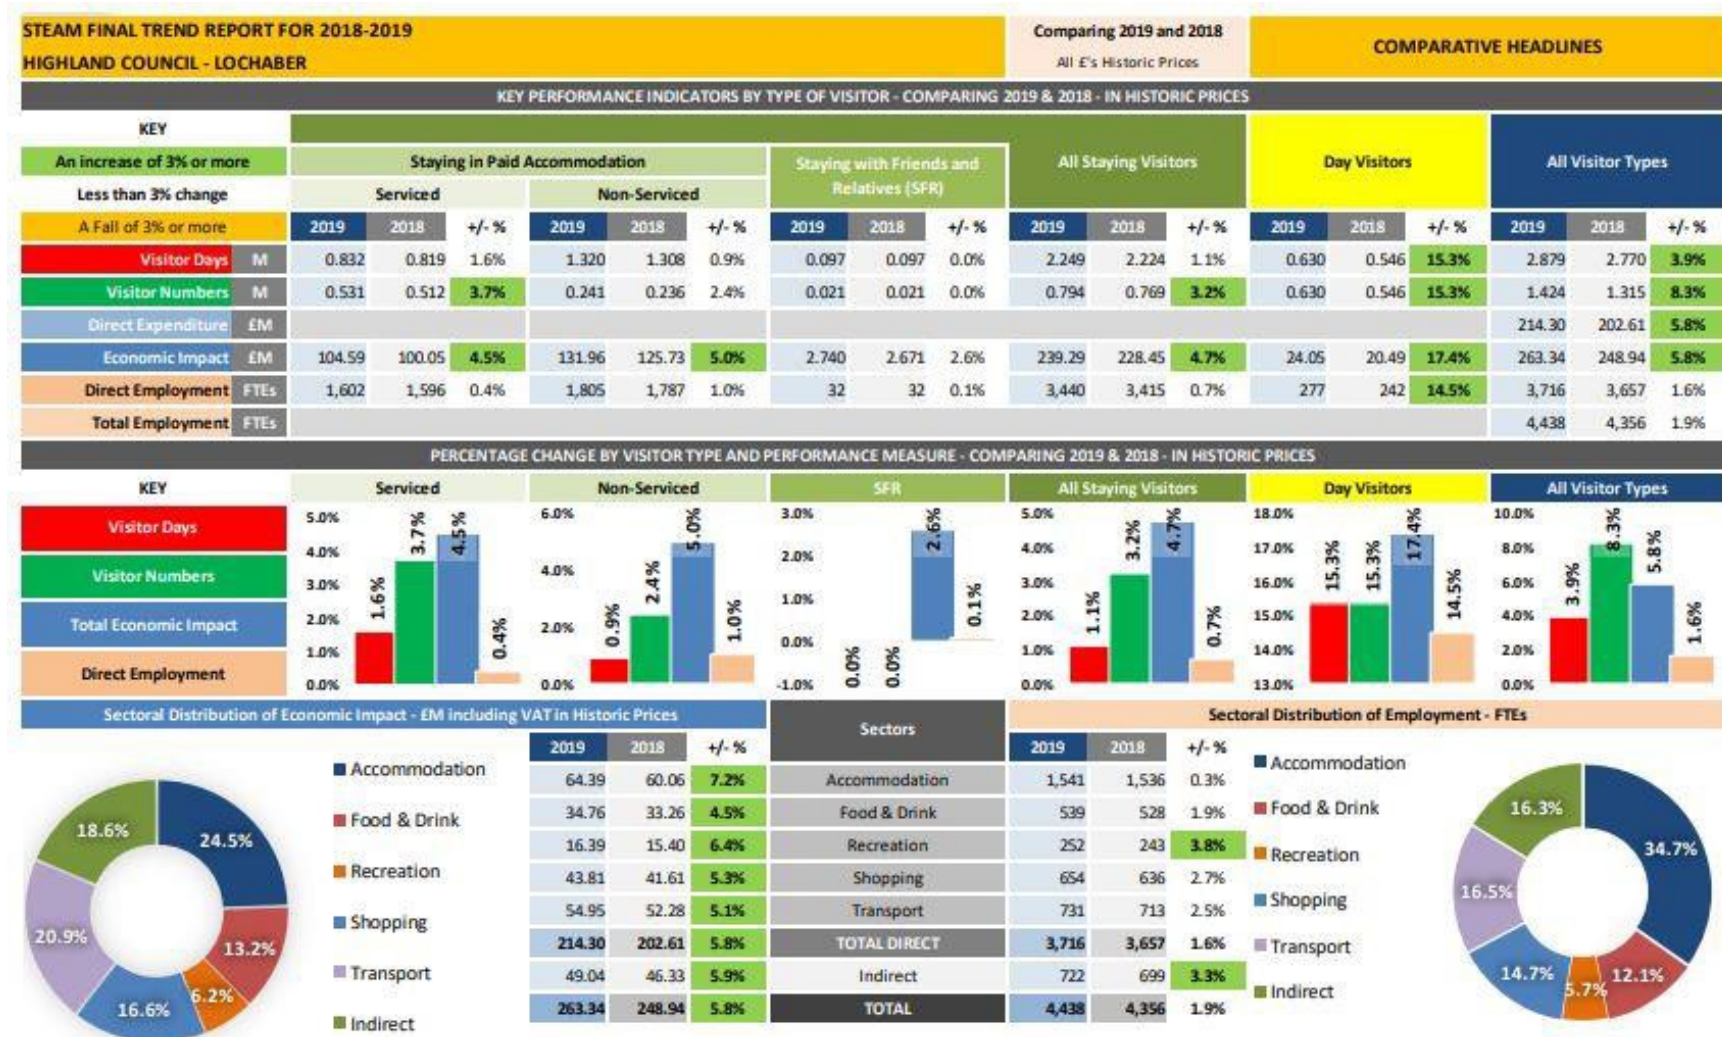 STEAM FINAL TREND REPORT FOR 2018-2019
HIGHLAND COUNCIL - LOCHABER
Comparing 2019 and 2018
All £'s Historic Prices
COMPARATIVE HEADLINES
KEY PERFORMANCE INDICATORS BY TYPE OF VISITOR - COMPARING 2019 & 2018 - IN HISTORIC PRICES
KEY
An increase of 3% or more
Less than 3% change
A Fall of 3% or more
Staying in Paid Accommodation
Serviced
Non-Serviced
Staying with Friends and
Relatives (SFR)
All Staying Visitors
Day Visitors
All Visitor Types
2019 2018 +/- % 2019 2018 +/- % 2019 2018 +/- % 2019 2018 +/- % 2019 2018 +/- % 2019 2018 +/- %
Visitor Days M 0.832 0.819 1.6% 1.320 1.308 0.9% 0.097 0.097 0.0% 2.249 2.224 1.1% 0.630 0.546 15.3% 2.879 2.770 3.9%
Visitor Numbers M 0.531 0.512 3.7% 0.241 0.236 2.4% 0.021 0.021 0.0% 0.794 0.769 3.2% 0.630 0.546 15.3% 1.424 1.315 8.3%
Direct Expenditure £M 214.30 202.61 5.8%
Economic Impact £M 104.59 100.05 4.5% 131.96 125.73 5.0% 2.740 2.671 2.6% 239.29 228.45 4.7% 24.05 20.49 17.4% 263.34 248.94 5.8%
Direct Employment FTEs 1,602 1,596 0.4% 1,805 1,787 1.0% 32 32 0.1% 3,440 3,415 0.7% 277 242 14.5% 3,716 3,657 1.6%
Total Employment FTEs 4,438 4,356 1.9%
PERCENTAGE CHANGE BY VISITOR TYPE AND PERFORMANCE MEASURE - COMPARING 2019 & 2018 - IN HISTORIC PRICES
KEY
Visitor Days
Visitor Numbers
Total Economic Impact
Direct Employment
Serviced
5.0%
4.0%
3.0%
2.0%
1.0%
0.0%
1.6% 3.7% 4.5% 0.4%
Non-Serviced
6.0%
4.0%
2.0%
0.0%
0.9% 2.4% 5.0% 1.0%
SFR
3.0%
2.0%
1.0%
0.0%
-1.0%
0.0% 0.0% 2.6% 0.1%
All Staying Visitors
5.0%
4.0%
3.0%
2.0%
1.0%
0.0%
1.1% 3.2% 4.7% 0.7%
Day Visitors
18.0%
17.0%
16.0%
15.0%
14.0%
13.0%
15.3% 15.3% 17.4% 14.5%
All Visitor Types
10.0%
8.0%
6.0%
4.0%
2.0%
0.0%
3.9% 8.3% 5.8% 1.6%
Sectoral Distribution of Economic Impact - £M including VAT in Historic Prices
Sectors
Sectoral Distribution of Employment - FTEs
2019 2018 +/- % 2019 2018 +/- %
64.39 60.06 7.2% Accommodation 1,541 1,536 0.3%
34.76 33.26 4.5% Food & Drink 539 528 1.9%
16.39 15.40 6.4% Recreation 252 243 3.8%
43.81 41.61 5.3% Shopping 654 636 2.7%
54.95 52.28 5.1% Transport 731 713 2.5%
214.30 202.61 5.8% TOTAL DIRECT 3,716 3,657 1.6%
49.04 46.33 5.9% Indirect 722 699 3.3%
263.34 248.94 5.8% TOTAL 4,438 4,356 1.9%
24.5%
13.2%
6.2%
16.6%
20.9%
18.6%
Accommodation
Food & Drink
Recreation
Shopping
Transport
Indirect
Accommodation
Food & Drink
Recreation
Shopping
Transport
Indirect
34.7%
12.1%
5.7%
14.7%
16.5%
16.3%